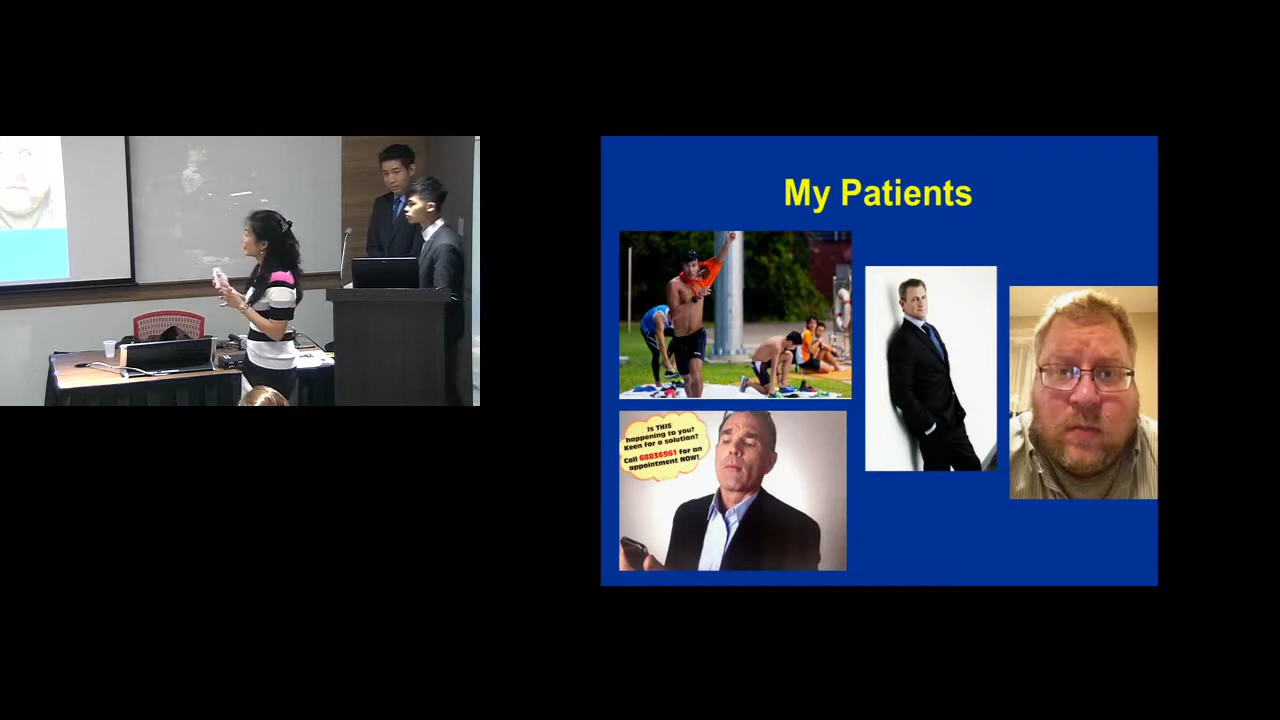 My Patients
is THIS
happening to you?
Keen for a solution?
Call 68836961 for an
appointment NOW!